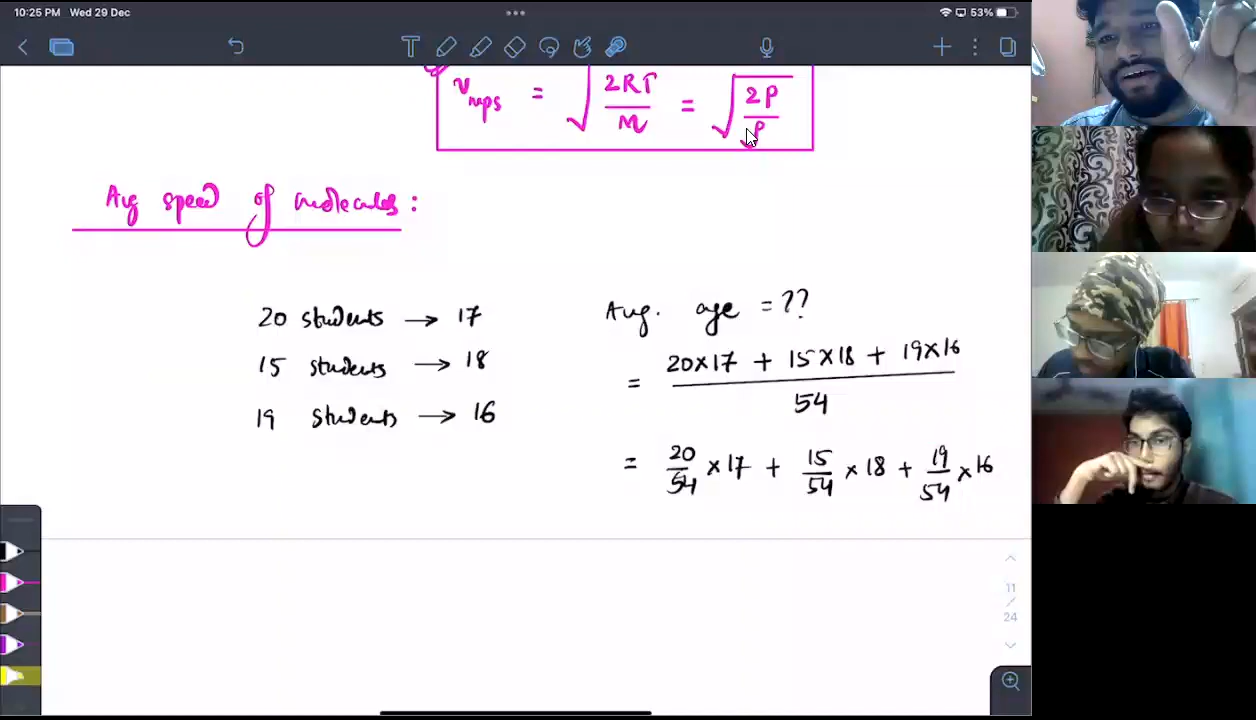 10:25 PM Wed 29 Dec
53%
v_mps = √(2RT/M) = √(2P/ρ)
Avg speed of molecules:
20 students → 17
15 students → 18
19 students → 16
Avg. age = ??
= (20×17 + 15×18 + 19×16)/54
= 20/54 ×17 + 15/54 ×18 + 19/54 ×16
11
/
24